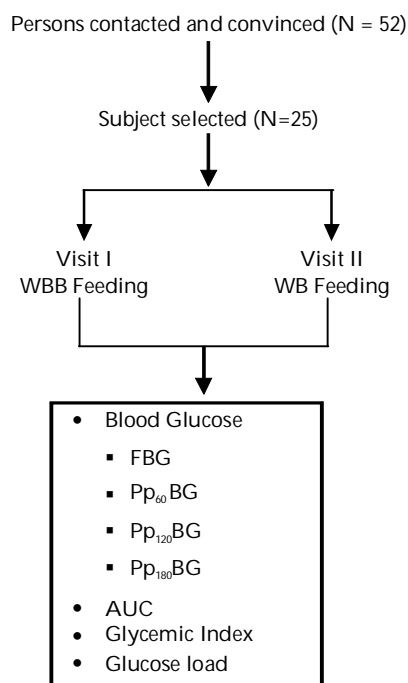 Persons contacted and convinced (N = 52)
Subject selected (N=25)
Visit I
WBB Feeding
Visit II
WB Feeding
• Blood Glucose
▪ FBG
▪ Pp₆₀BG
▪ Pp₁₂₀BG
▪ Pp₁₈₀BG
• AUC
• Glycemic Index
• Glucose load